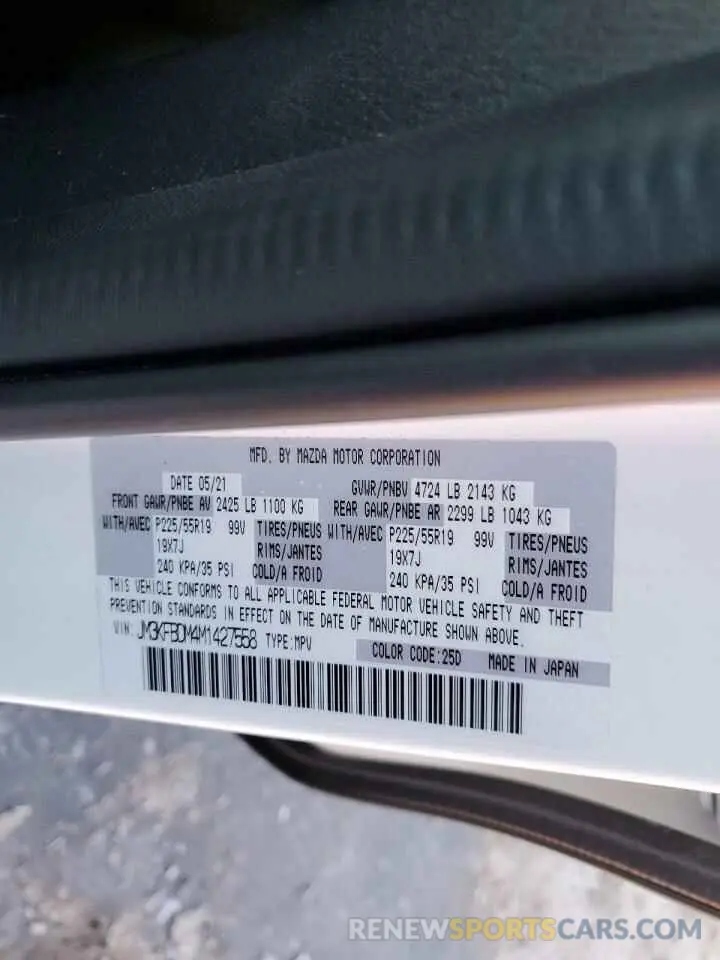 MFD. BY MAZDA MOTOR CORPORATION
DATE 05/21 GVWR/PNBV 4724 LB 2143 KG
FRONT GAWR/PNBE AV 2425 LB 1100 KG REAR GAWR/PNBE AR 2299 LB 1043 KG
WITH/AVEC P225/55R19 99V TIRES/PNEUS WITH/AVEC P225/55R19 99V TIRES/PNEUS
19X7J RIMS/JANTES 19X7J RIMS/JANTES
240 KPA/35 PSI COLD/A FROID 240 KPA/35 PSI COLD/A FROID
THIS VEHICLE CONFORMS TO ALL APPLICABLE FEDERAL MOTOR VEHICLE SAFETY AND THEFT
PREVENTION STANDARDS IN EFFECT ON THE DATE OF MANUFACTURE SHOWN ABOVE.
VIN: JM3KFBDM4M1427558 TYPE:MPV
COLOR CODE:25D MADE IN JAPAN
RENEWSPORTSCARS.COM